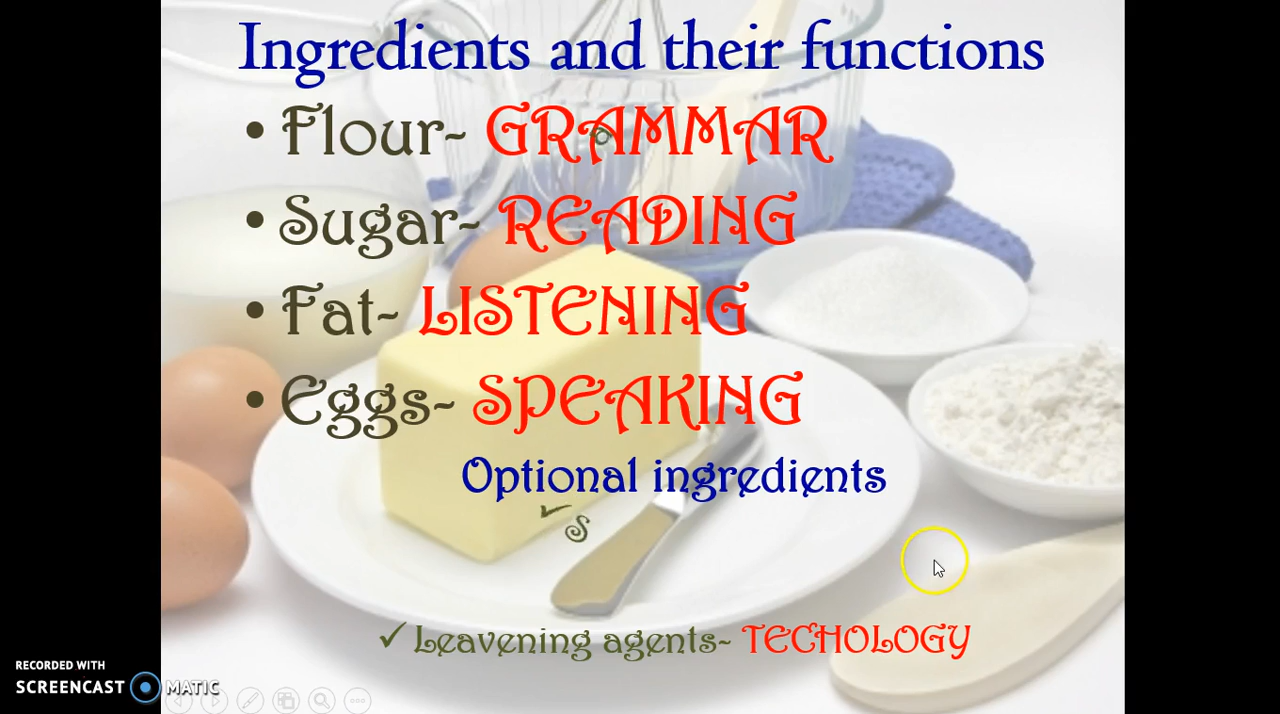 Ingredients and their functions
• Flour- GRAMMAR
• Sugar- READING
• Fat- LISTENING
• Eggs- SPEAKING
Optional ingredients
✓ S
✓ Leavening agents- TECHOLOGY
RECORDED WITH
SCREENCAST MATIC